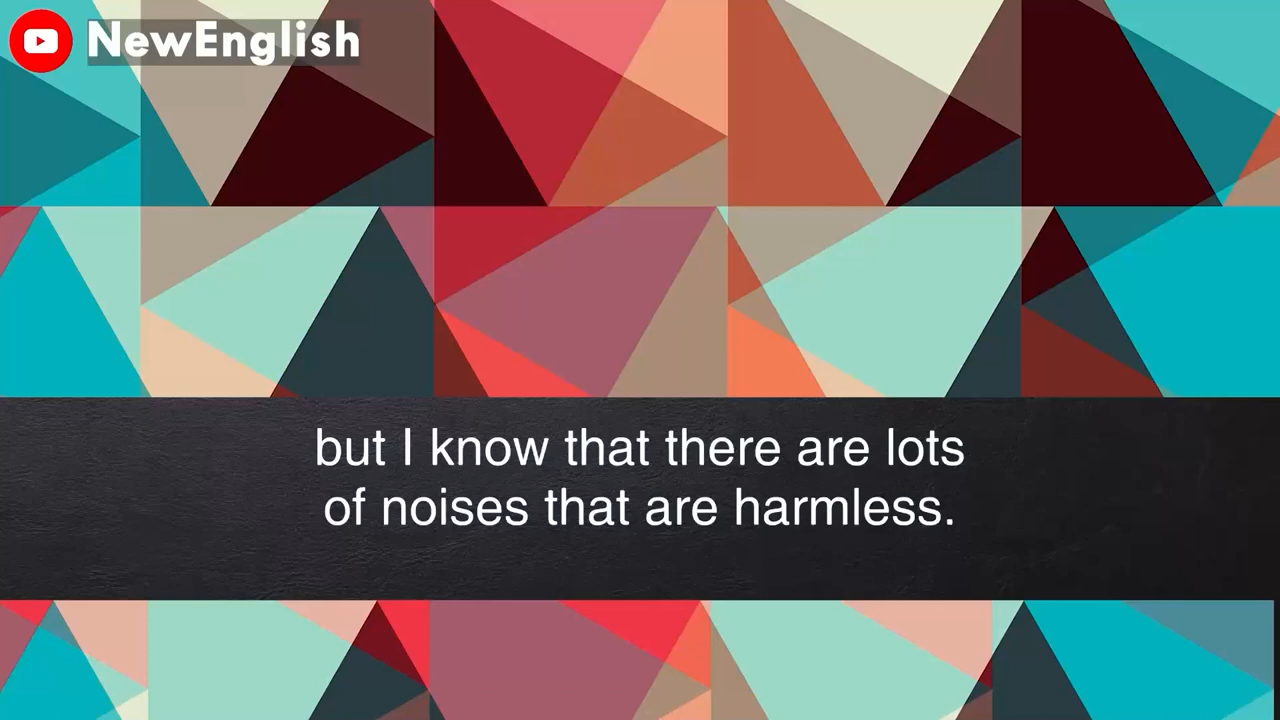 NewEnglish
but I know that there are lots
of noises that are harmless.